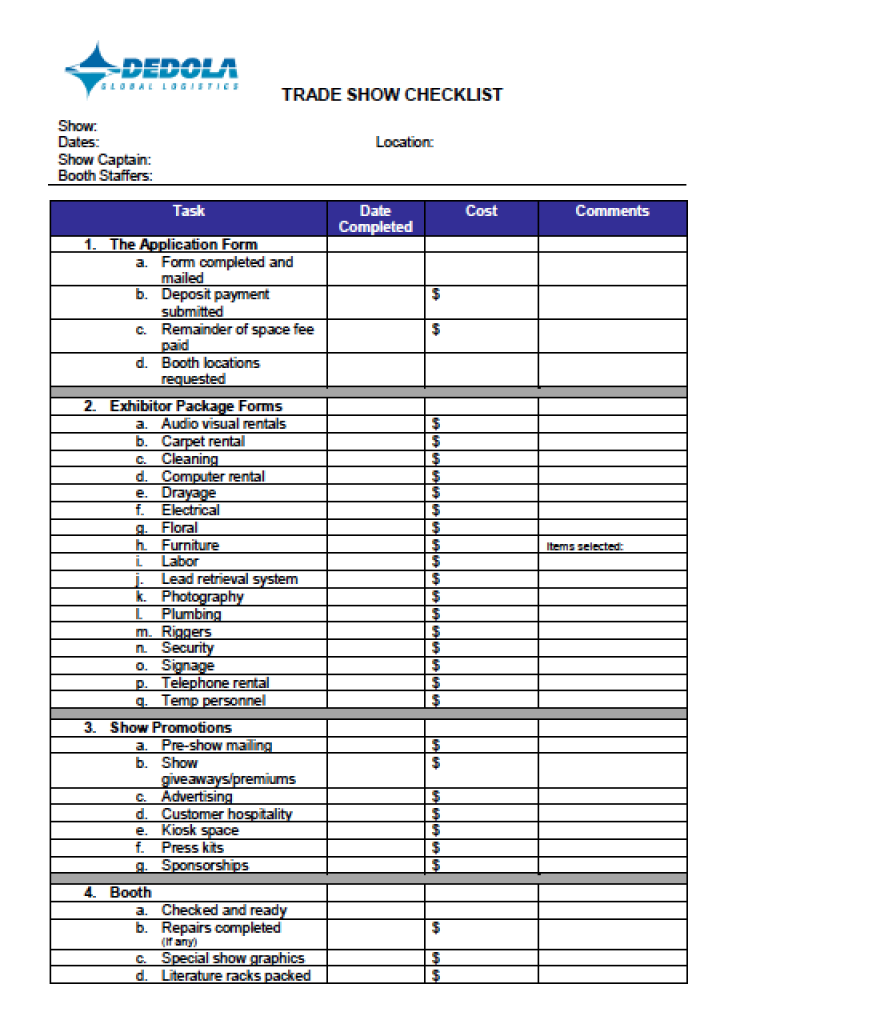 DEDOLA
GLOBAL LOGISTICS
TRADE SHOW CHECKLIST
Show:
Dates: Location:
Show Captain:
Booth Staffers:
Task Date Completed Cost Comments
1. The Application Form
a. Form completed and
mailed
b. Deposit payment $
submitted
c. Remainder of space fee $
paid
d. Booth locations
requested
2. Exhibitor Package Forms
a. Audio visual rentals $
b. Carpet rental $
c. Cleaning $
d. Computer rental $
e. Drayage $
f. Electrical $
g. Floral $
h. Furniture $ Items selected:
i. Labor $
j. Lead retrieval system $
k. Photography $
l. Plumbing $
m. Riggers $
n. Security $
o. Signage $
p. Telephone rental $
q. Temp personnel $
3. Show Promotions
a. Pre-show mailing $
b. Show $
giveaways/premiums
c. Advertising $
d. Customer hospitality $
e. Kiosk space $
f. Press kits $
g. Sponsorships $
4. Booth
a. Checked and ready
b. Repairs completed $
(If any)
c. Special show graphics $
d. Literature racks packed $